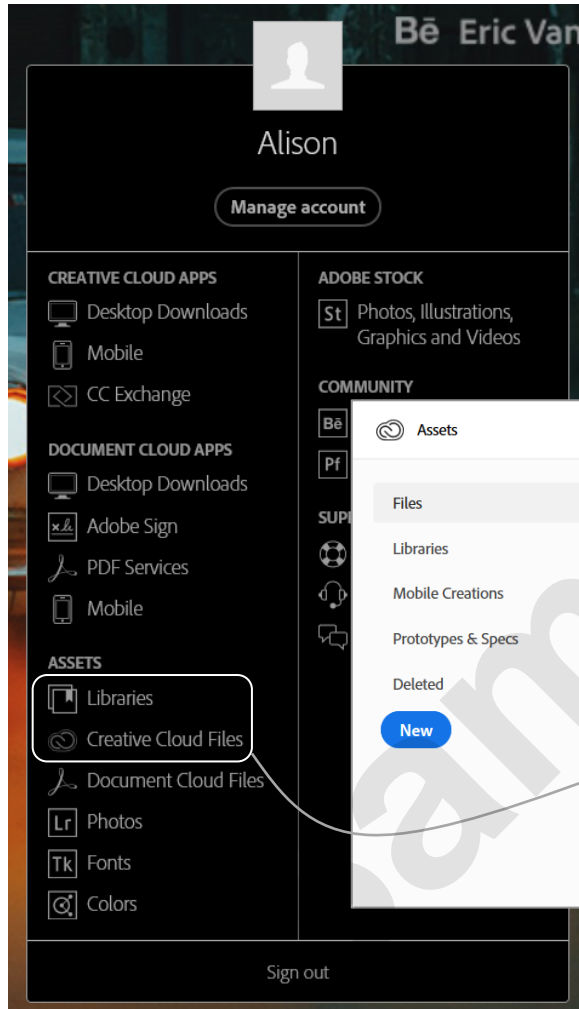 Bē Eric Van
Alison
Manage account
CREATIVE CLOUD APPS
Desktop Downloads
Mobile
CC Exchange
DOCUMENT CLOUD APPS
Desktop Downloads
x Adobe Sign
PDF Services
Mobile
ASSETS
Libraries
Creative Cloud Files
Document Cloud Files
Lr Photos
Tk Fonts
Colors
ADOBE STOCK
St Photos, Illustrations,
Graphics and Videos
COMMUNITY
Bē
Pf
SUP
Assets
Files
Libraries
Mobile Creations
Prototypes & Specs
Deleted
New
Sign out